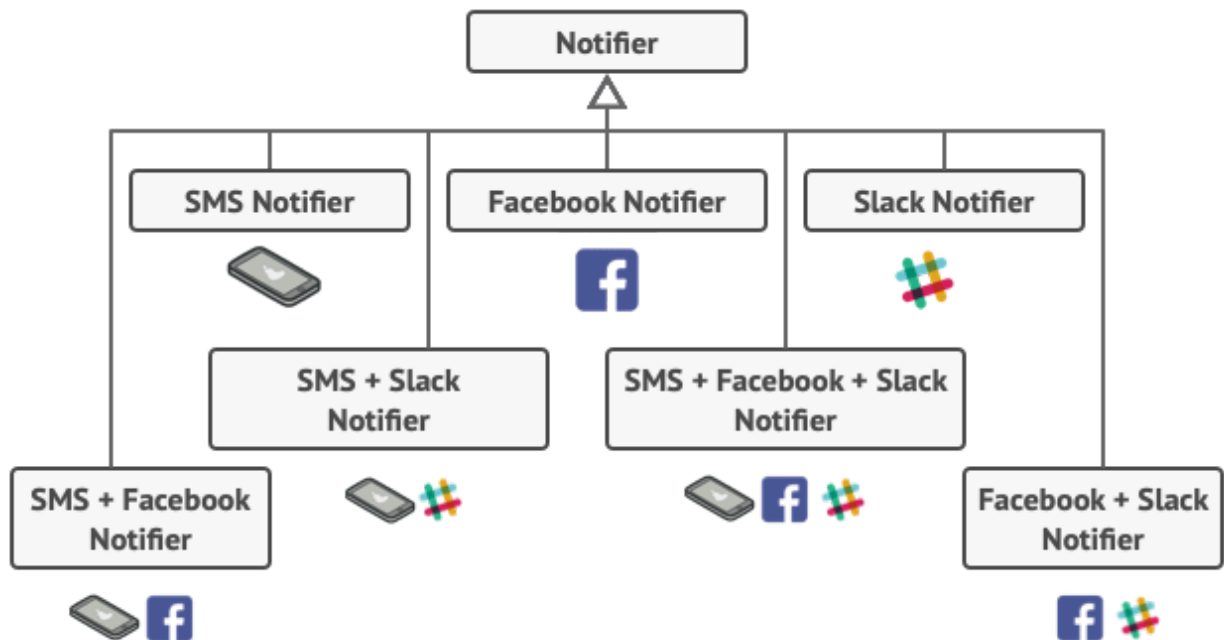 Notifier
SMS Notifier
Facebook Notifier
Slack Notifier
SMS + Slack
Notifier
SMS + Facebook + Slack
Notifier
SMS + Facebook
Notifier
Facebook + Slack
Notifier